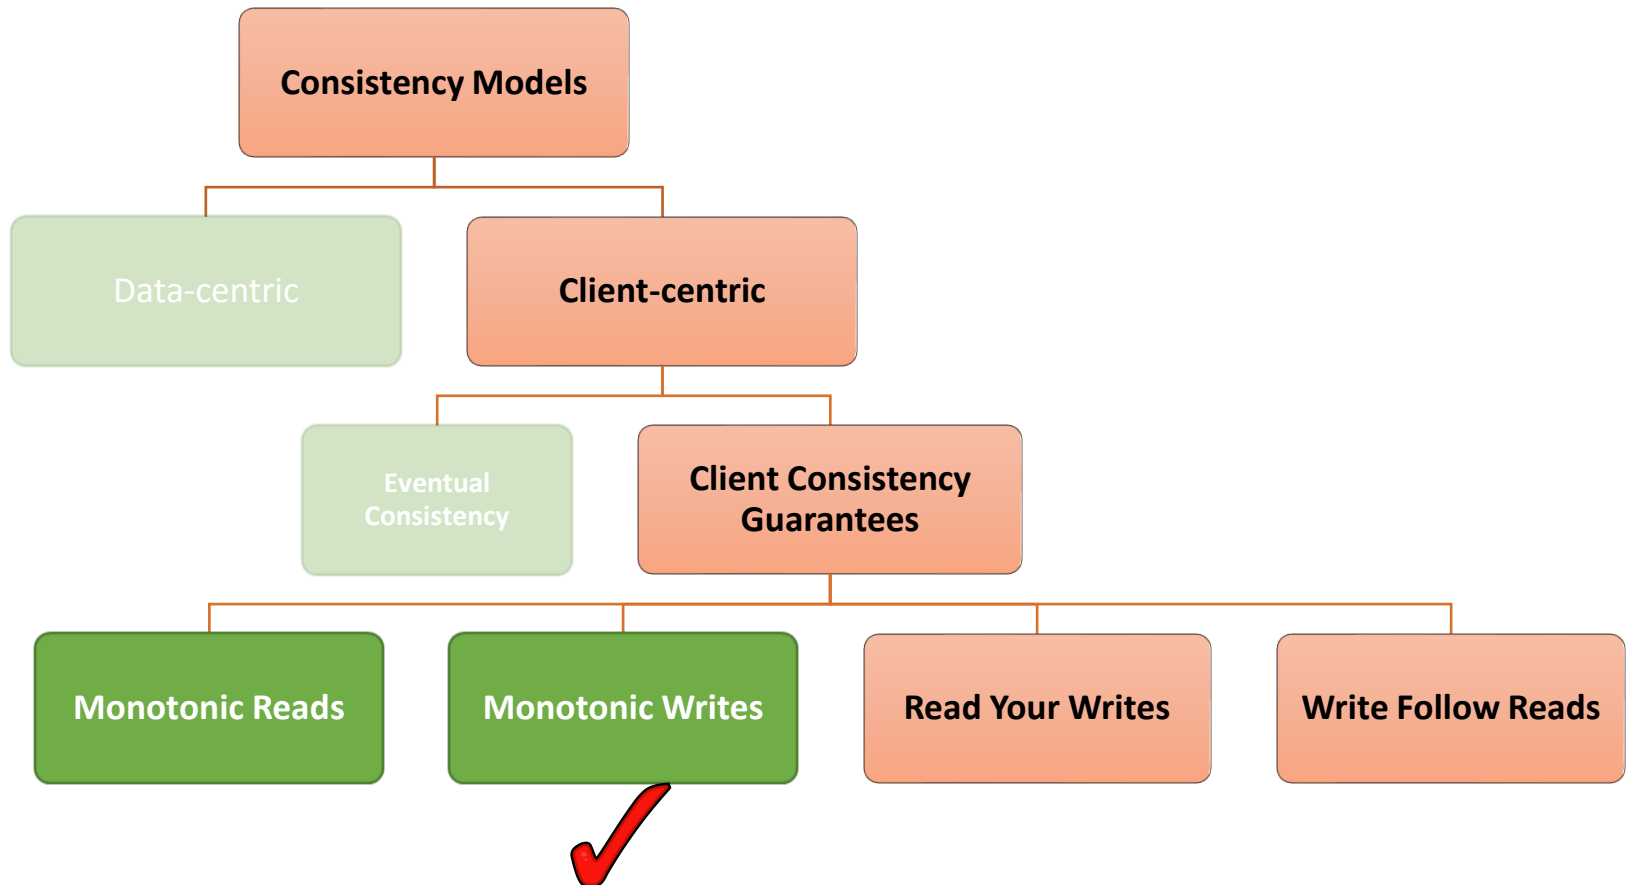 Consistency Models
Data-centric
Client-centric
Eventual
Consistency
Client Consistency
Guarantees
Monotonic Reads
Monotonic Writes
Read Your Writes
Write Follow Reads